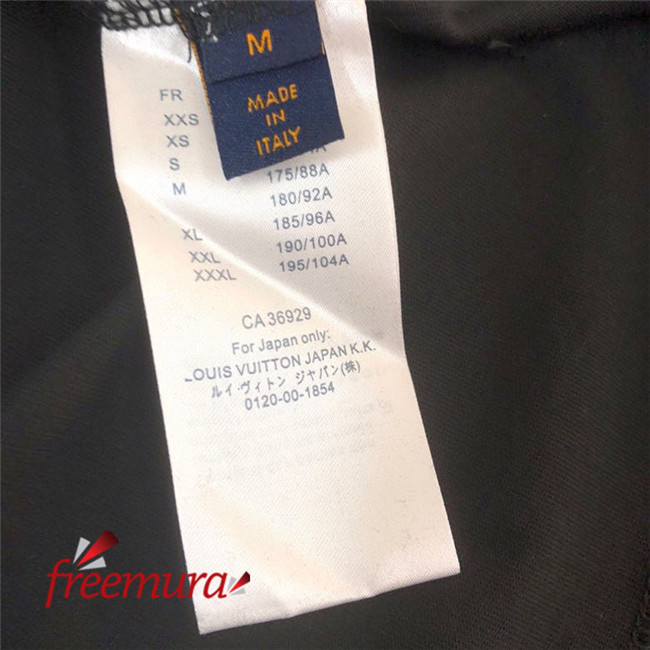 M
MADE
IN
ITALY
FR
XXS
XS
S 175/88A
M 180/92A
185/96A
XL 190/100A
XXL 195/104A
XXXL
CA 36929
For Japan only:
LOUIS VUITTON JAPAN K.K.
ルイ・ヴィトン ジャパン(株)
0120-00-1854
freemura